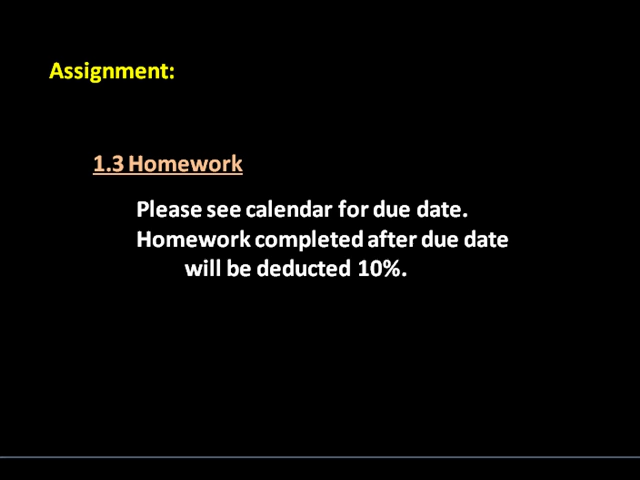 Assignment:
1.3 Homework
Please see calendar for due date.
Homework completed after due date
will be deducted 10%.